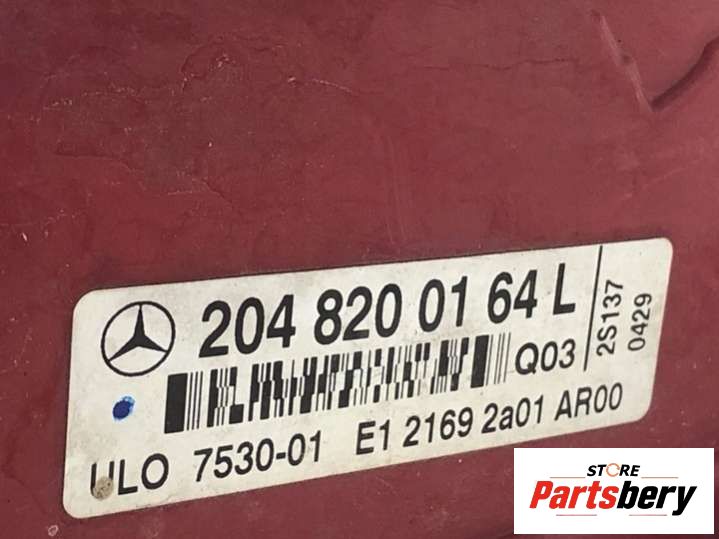 204 820 01 64 L
Q03
2S137
0429
ULO 7530-01 E1 2169 2a01 AR00
STORE
Partsbery